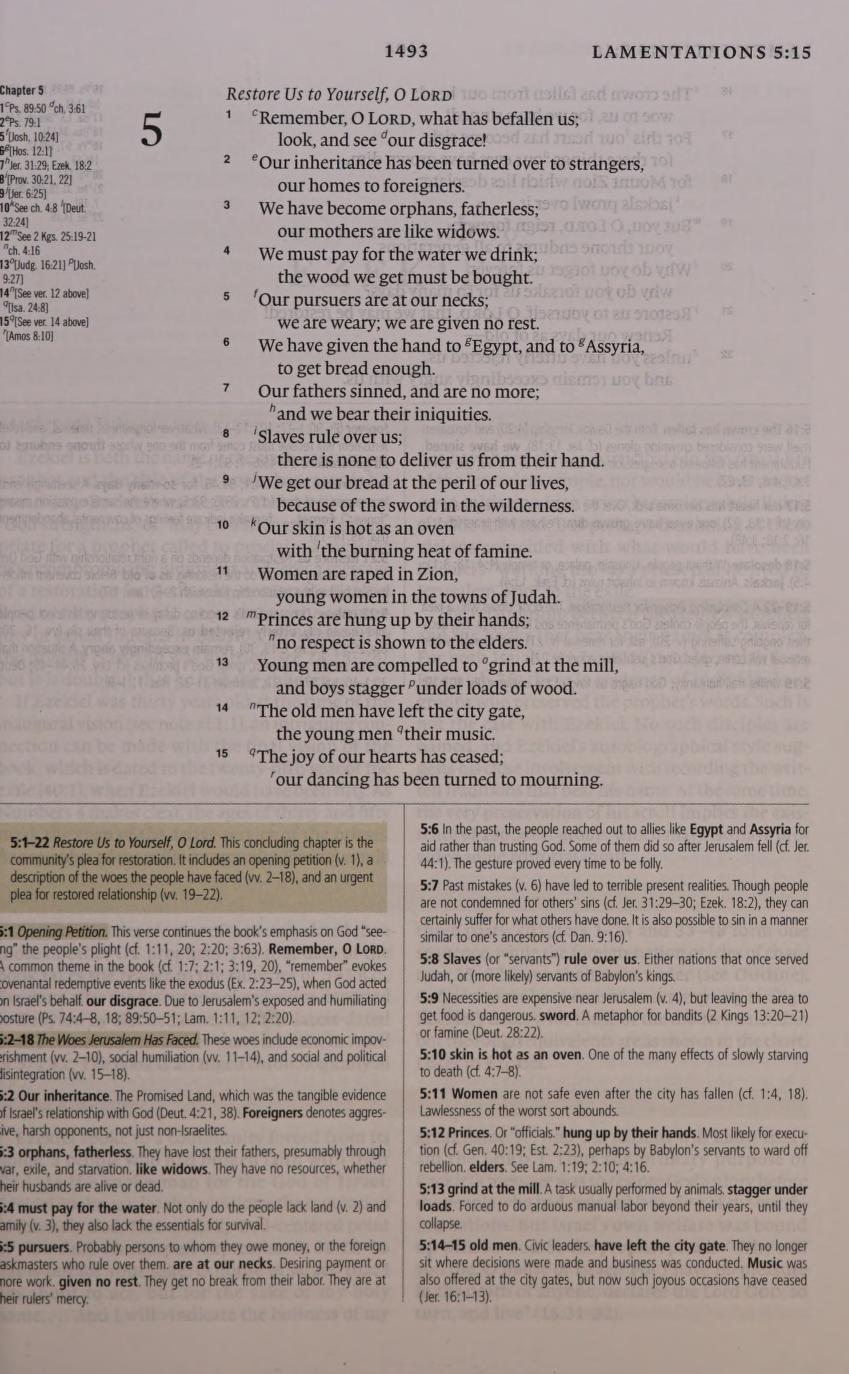 1493 LAMENTATIONS 5:15
Chapter 5
1 c Ps. 89:50 d ch. 3:61
2 e Ps. 79:1
5 f [Josh. 10:24]
6 g [Hos. 12:1]
7 h Jer. 31:29; Ezek. 18:2
8 i [Prov. 30:21, 22]
9 j [Jer. 6:25]
10 k See ch. 4:8 l [Deut.
32:24]
12 m See 2 Kgs. 25:19-21
n ch. 4:16
13 o [Judg. 16:21] p [Josh.
9:27]
14 n [See ver. 12 above]
q [Isa. 24:8]
15 q [See ver. 14 above]
r [Amos 8:10]
Restore Us to Yourself, O LORD
5
1 c Remember, O LORD, what has befallen us;
look, and see d our disgrace!
2 e Our inheritance has been turned over to strangers,
our homes to foreigners.
3 We have become orphans, fatherless;
our mothers are like widows.
4 We must pay for the water we drink;
the wood we get must be bought.
5 f Our pursuers are at our necks;
we are weary; we are given no rest.
6 We have given the hand to g Egypt, and to g Assyria,
to get bread enough.
7 Our fathers sinned, and are no more;
h and we bear their iniquities.
8 i Slaves rule over us;
there is none to deliver us from their hand.
9 j We get our bread at the peril of our lives,
because of the sword in the wilderness.
10 k Our skin is hot as an oven
with l the burning heat of famine.
11 Women are raped in Zion,
young women in the towns of Judah.
12 m Princes are hung up by their hands;
n no respect is shown to the elders.
13 Young men are compelled to o grind at the mill,
and boys stagger p under loads of wood.
14 n The old men have left the city gate,
the young men q their music.
15 q The joy of our hearts has ceased;
r our dancing has been turned to mourning.
5:1–22 Restore Us to Yourself, O Lord. This concluding chapter is the
community's plea for restoration. It includes an opening petition (v. 1), a
description of the woes the people have faced (vv. 2–18), and an urgent
plea for restored relationship (vv. 19–22).
5:1 Opening Petition. This verse continues the book's emphasis on God "see-
ng" the people's plight (cf. 1:11, 20; 2:20; 3:63). Remember, O LORD.
A common theme in the book (cf. 1:7; 2:1; 3:19, 20), "remember" evokes
covenantal redemptive events like the exodus (Ex. 2:23–25), when God acted
on Israel's behalf. our disgrace. Due to Jerusalem's exposed and humiliating
posture (Ps. 74:4–8, 18; 89:50–51; Lam. 1:11, 12; 2:20).
5:2–18 The Woes Jerusalem Has Faced. These woes include economic impov-
erishment (vv. 2–10), social humiliation (vv. 11–14), and social and political
disintegration (vv. 15–18).
5:2 Our inheritance. The Promised Land, which was the tangible evidence
of Israel's relationship with God (Deut. 4:21, 38). Foreigners denotes aggres-
ive, harsh opponents, not just non-Israelites.
5:3 orphans, fatherless. They have lost their fathers, presumably through
war, exile, and starvation. like widows. They have no resources, whether
heir husbands are alive or dead.
5:4 must pay for the water. Not only do the people lack land (v. 2) and
amily (v. 3), they also lack the essentials for survival.
5:5 pursuers. Probably persons to whom they owe money, or the foreign
askmasters who rule over them. are at our necks. Desiring payment or
more work. given no rest. They get no break from their labor. They are at
heir rulers' mercy.
5:6 In the past, the people reached out to allies like Egypt and Assyria for
aid rather than trusting God. Some of them did so after Jerusalem fell (cf. Jer.
44:1). The gesture proved every time to be folly.
5:7 Past mistakes (v. 6) have led to terrible present realities. Though people
are not condemned for others' sins (cf. Jer. 31:29–30; Ezek. 18:2), they can
certainly suffer for what others have done. It is also possible to sin in a manner
similar to one's ancestors (cf. Dan. 9:16).
5:8 Slaves (or "servants") rule over us. Either nations that once served
Judah, or (more likely) servants of Babylon's kings.
5:9 Necessities are expensive near Jerusalem (v. 4), but leaving the area to
get food is dangerous. sword. A metaphor for bandits (2 Kings 13:20–21)
or famine (Deut. 28:22).
5:10 skin is hot as an oven. One of the many effects of slowly starving
to death (cf. 4:7–8).
5:11 Women are not safe even after the city has fallen (cf. 1:4, 18).
Lawlessness of the worst sort abounds.
5:12 Princes. Or "officials." hung up by their hands. Most likely for execu-
tion (cf. Gen. 40:19; Est. 2:23), perhaps by Babylon's servants to ward off
rebellion. elders. See Lam. 1:19; 2:10; 4:16.
5:13 grind at the mill. A task usually performed by animals. stagger under
loads. Forced to do arduous manual labor beyond their years, until they
collapse.
5:14–15 old men. Civic leaders. have left the city gate. They no longer
sit where decisions were made and business was conducted. Music was
also offered at the city gates, but now such joyous occasions have ceased
(Jer. 16:1–13).